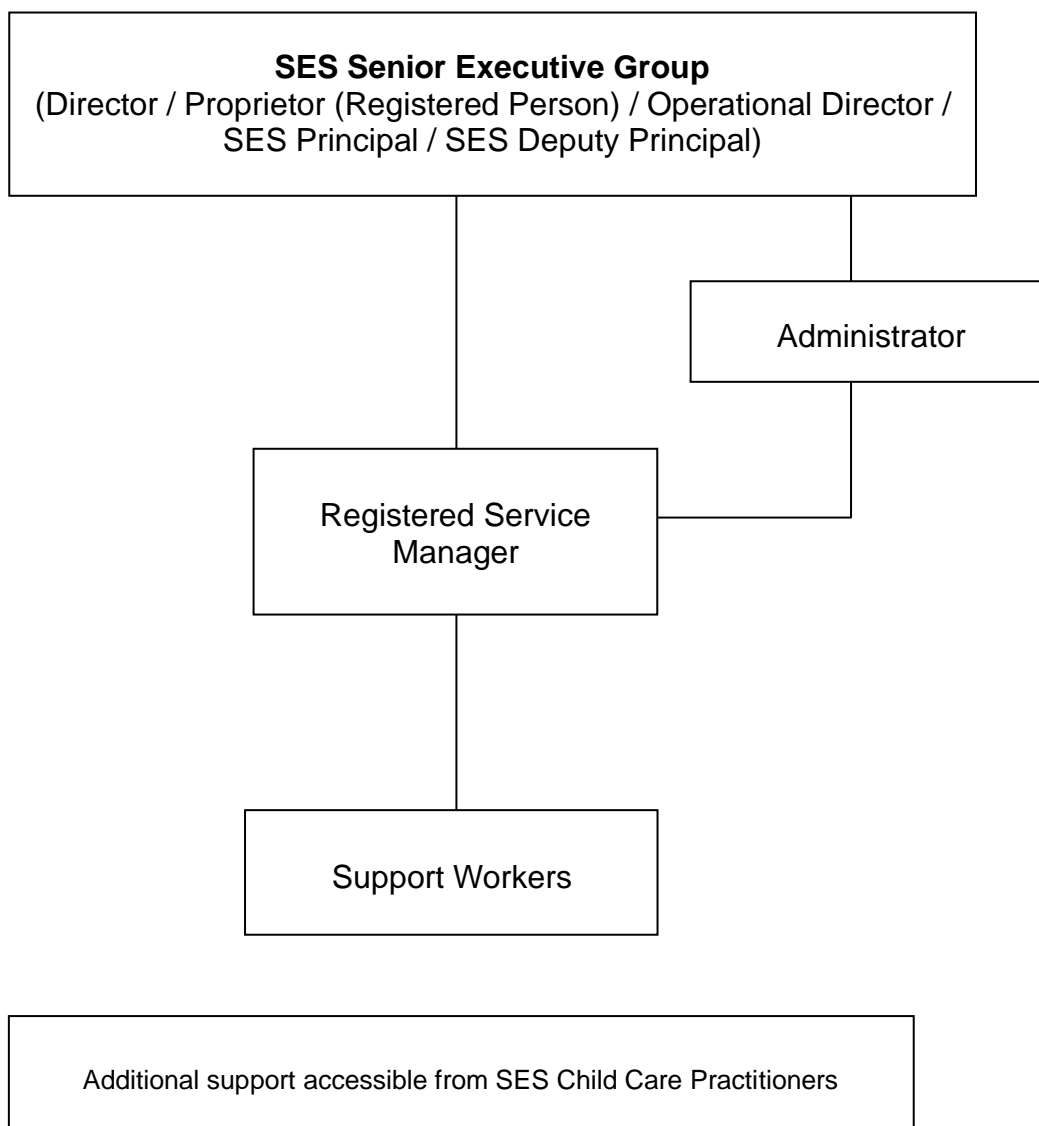 SES Senior Executive Group
(Director / Proprietor (Registered Person) / Operational Director /
SES Principal / SES Deputy Principal)
Administrator
Registered Service
Manager
Support Workers
Additional support accessible from SES Child Care Practitioners